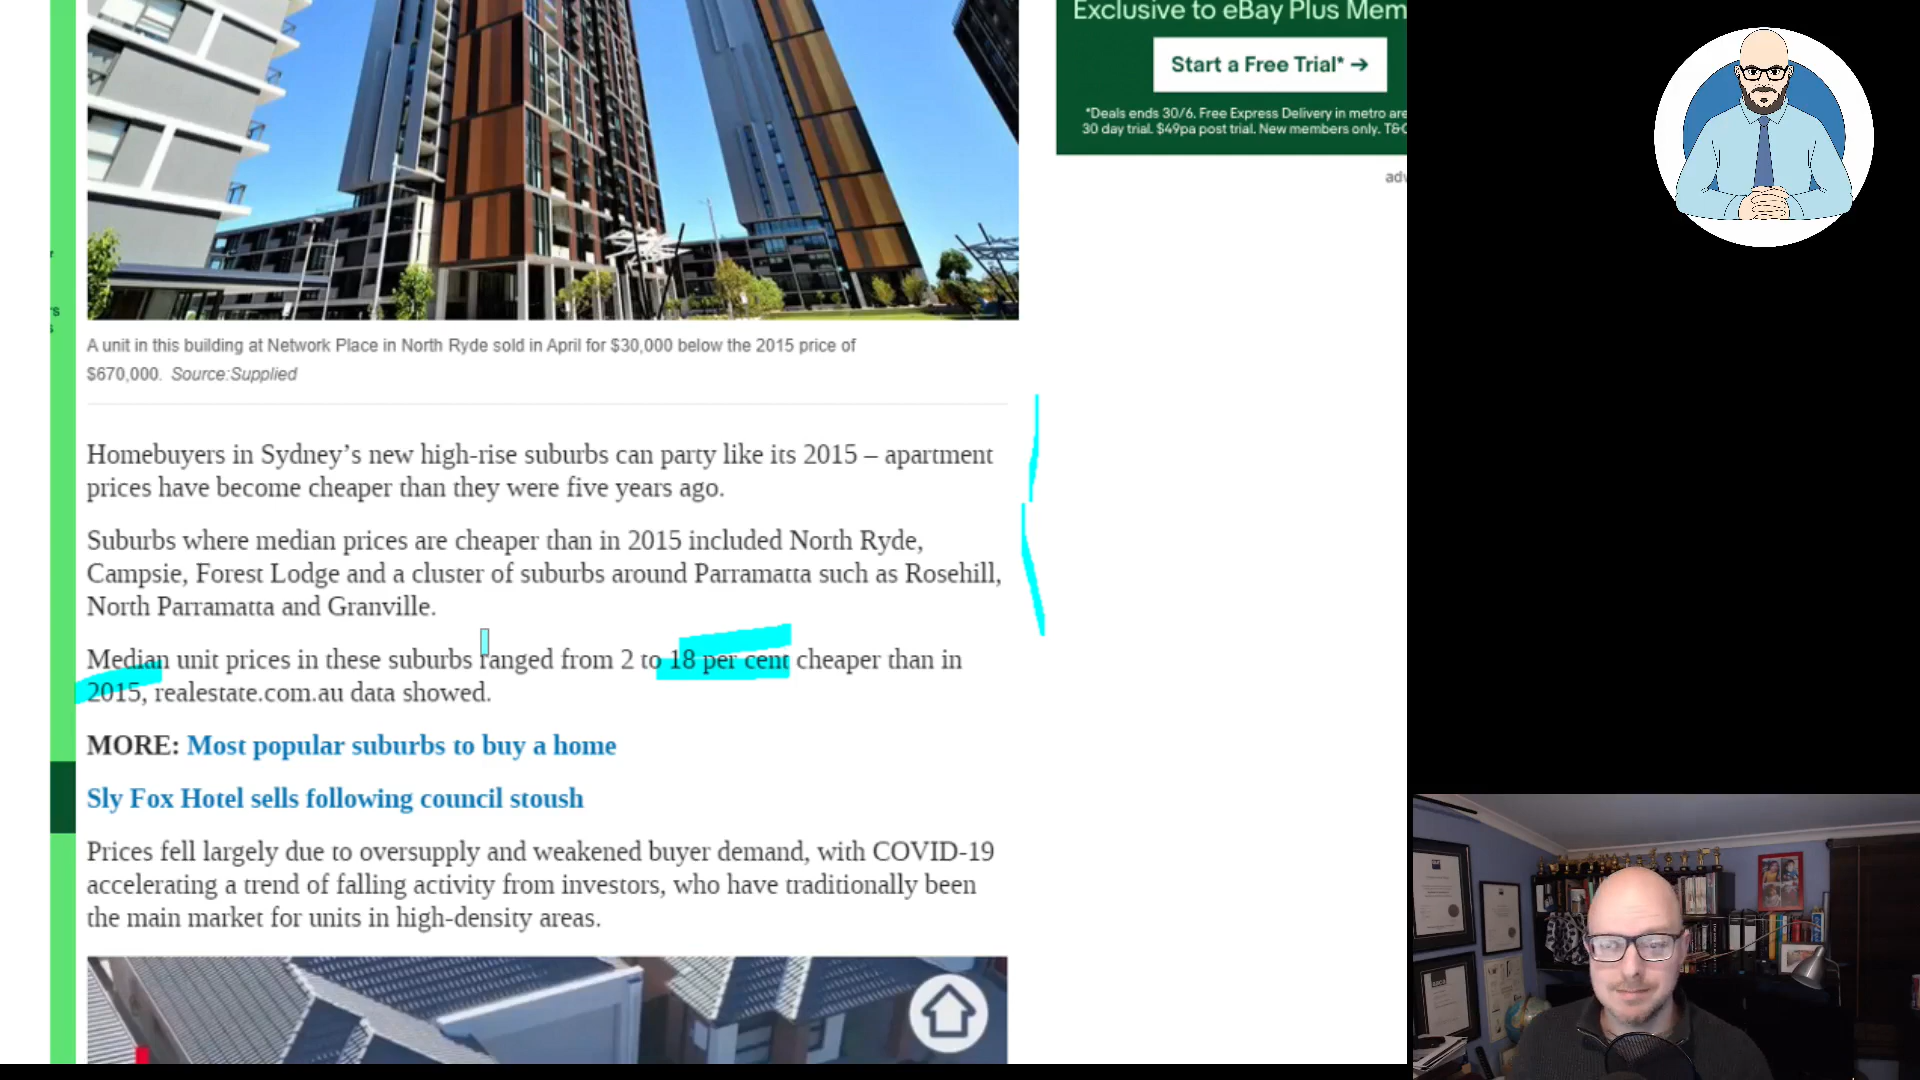 Exclusive to eBay Plus Mem
Start a Free Trial* →
*Deals ends 30/6. Free Express Delivery in metro are
30 day trial. $49pa post trial. New members only. T&C
adv
A unit in this building at Network Place in North Ryde sold in April for $30,000 below the 2015 price of
$670,000. Source:Supplied
Homebuyers in Sydney’s new high-rise suburbs can party like its 2015 – apartment
prices have become cheaper than they were five years ago.
Suburbs where median prices are cheaper than in 2015 included North Ryde,
Campsie, Forest Lodge and a cluster of suburbs around Parramatta such as Rosehill,
North Parramatta and Granville.
Median unit prices in these suburbs ranged from 2 to 18 per cent cheaper than in
2015, realestate.com.au data showed.
MORE: Most popular suburbs to buy a home
Sly Fox Hotel sells following council stoush
Prices fell largely due to oversupply and weakened buyer demand, with COVID-19
accelerating a trend of falling activity from investors, who have traditionally been
the main market for units in high-density areas.